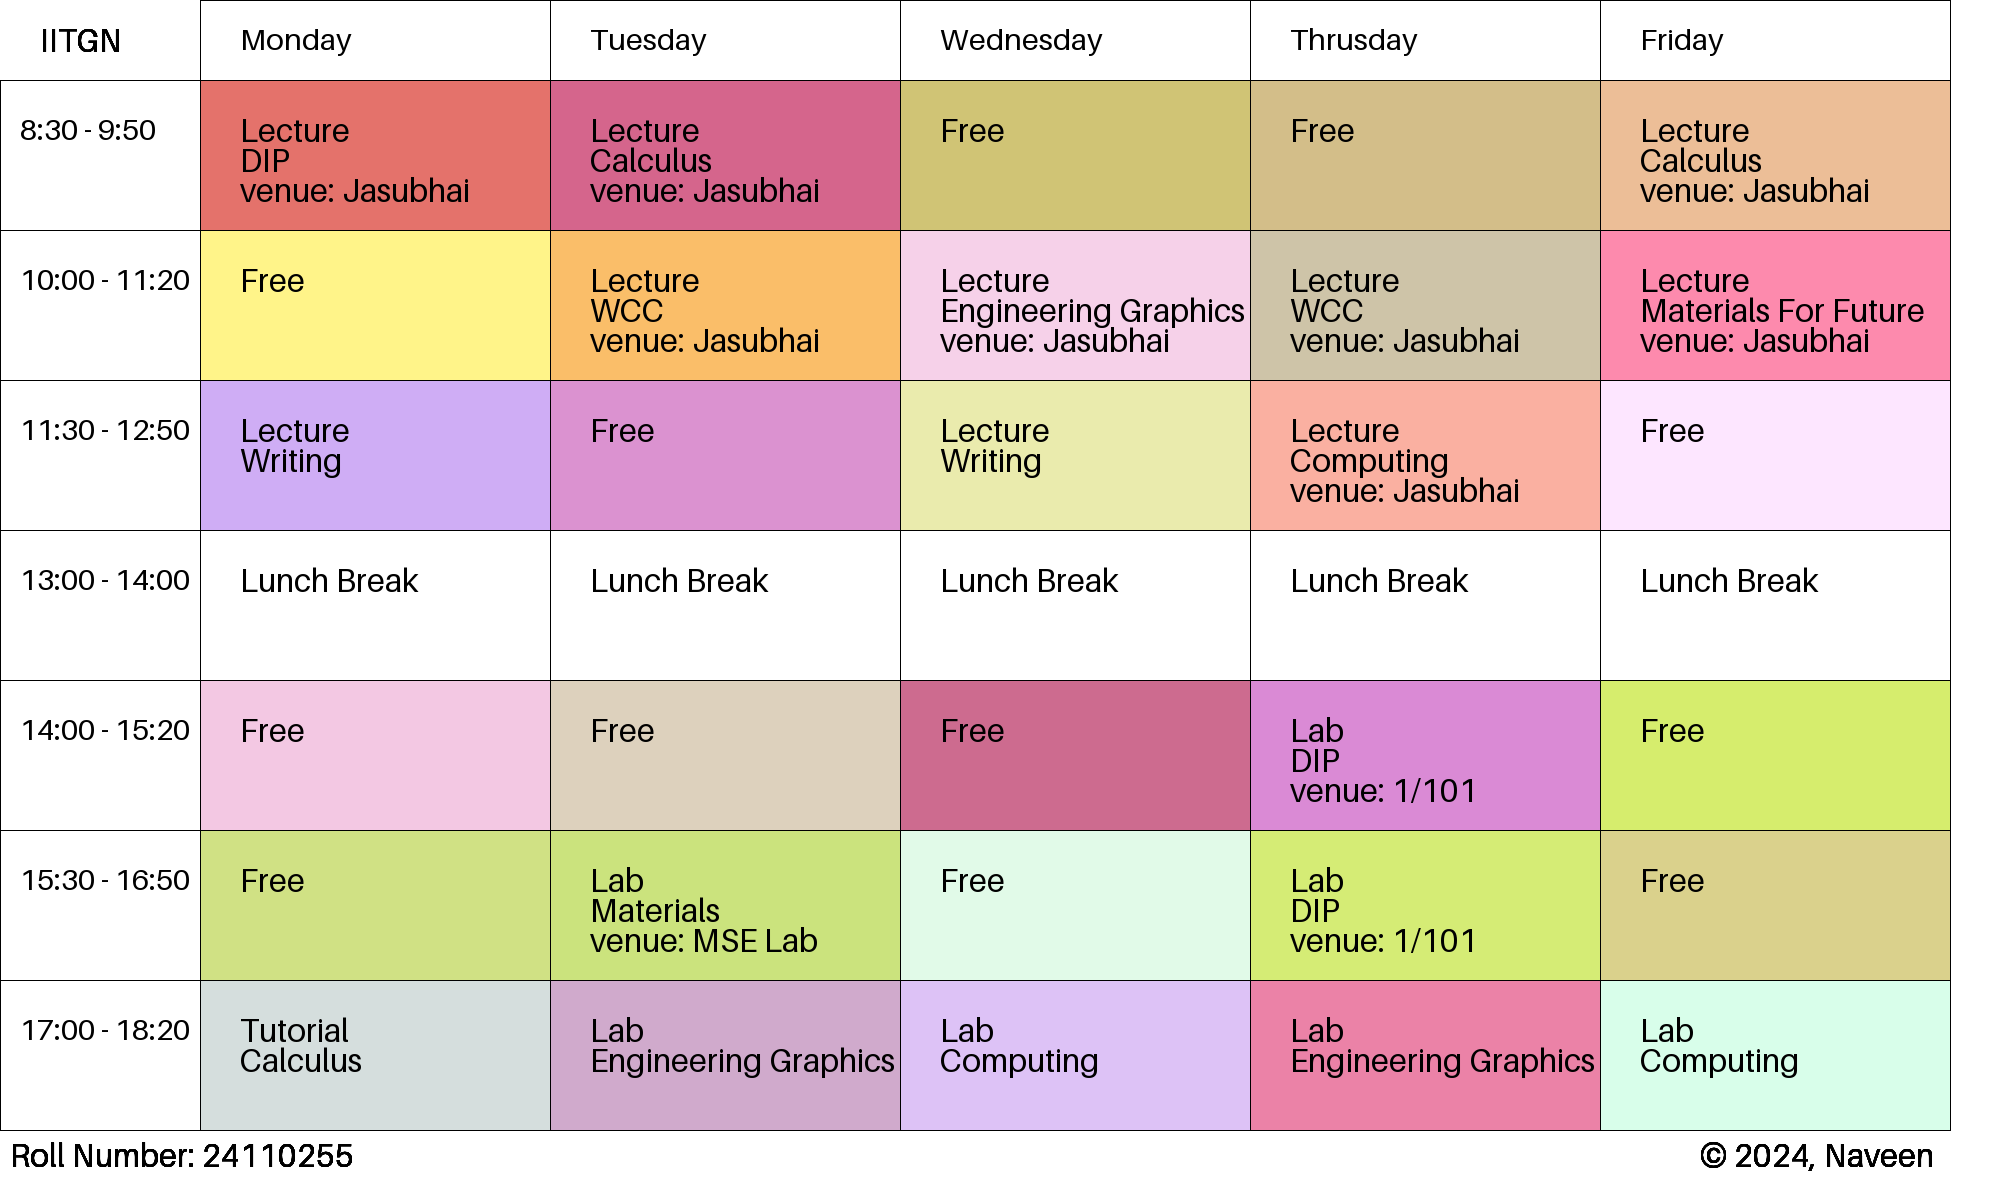 IITGN Monday Tuesday Wednesday Thrusday Friday
8:30 - 9:50
Lecture
DIP
venue: Jasubhai
Lecture
Calculus
venue: Jasubhai
Free
Free
Lecture
Calculus
venue: Jasubhai
10:00 - 11:20
Free
Lecture
WCC
venue: Jasubhai
Lecture
Engineering Graphics
venue: Jasubhai
Lecture
WCC
venue: Jasubhai
Lecture
Materials For Future
venue: Jasubhai
11:30 - 12:50
Lecture
Writing
Free
Lecture
Writing
Lecture
Computing
venue: Jasubhai
Free
13:00 - 14:00
Lunch Break
Lunch Break
Lunch Break
Lunch Break
Lunch Break
14:00 - 15:20
Free
Free
Free
Lab
DIP
venue: 1/101
Free
15:30 - 16:50
Free
Lab
Materials
venue: MSE Lab
Free
Lab
DIP
venue: 1/101
Free
17:00 - 18:20
Tutorial
Calculus
Lab
Engineering Graphics
Lab
Computing
Lab
Engineering Graphics
Lab
Computing
Roll Number: 24110255
© 2024, Naveen